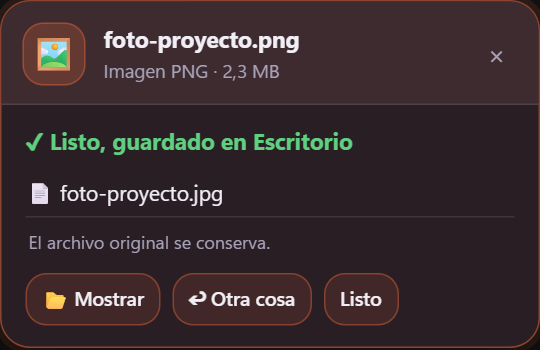 foto-proyecto.png
Imagen PNG · 2,3 MB
✓ Listo, guardado en Escritorio
foto-proyecto.jpg
El archivo original se conserva.
Mostrar
Otra cosa
Listo